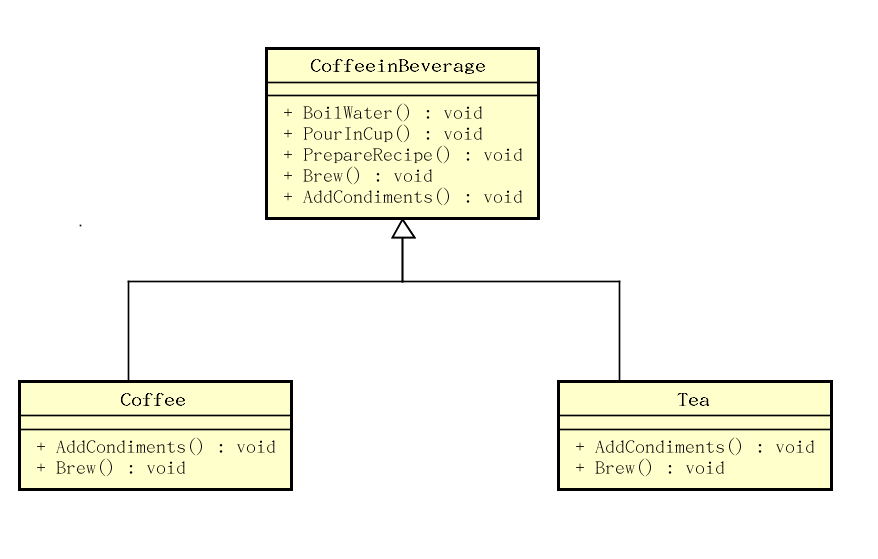 CoffeeinBeverage
+ BoilWater() : void
+ PourInCup() : void
+ PrepareRecipe() : void
+ Brew() : void
+ AddCondiments() : void
Coffee
+ AddCondiments() : void
+ Brew() : void
Tea
+ AddCondiments() : void
+ Brew() : void